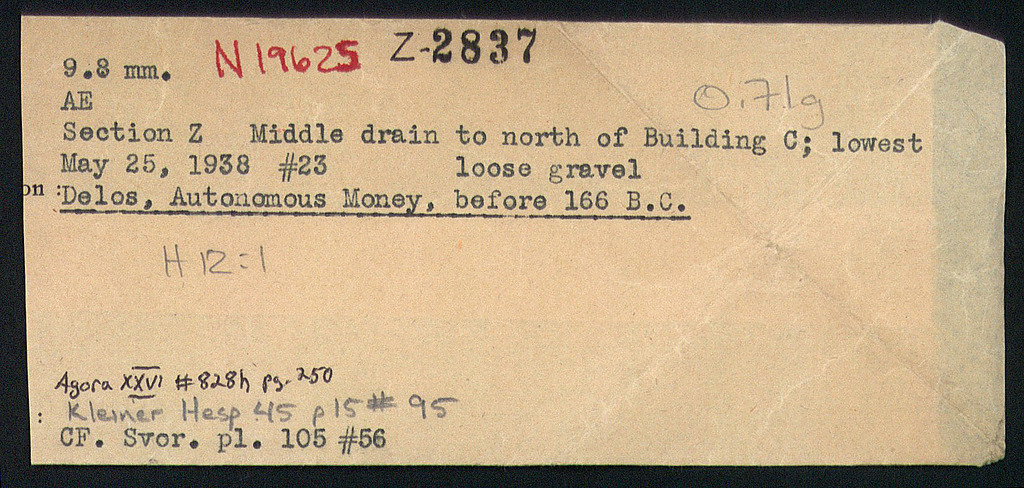 N19625 Z-2837
9.8 mm.
0.71g
AE
Section Z Middle drain to north of Building C; lowest
May 25, 1938 #23 loose gravel
on :Delos, Autonomous Money, before 166 B.C.
H 12:1
Agora XXVI #828h pg. 250
: Kleiner Hesp 45 p15 # 95
CF. Svor. pl. 105 #56